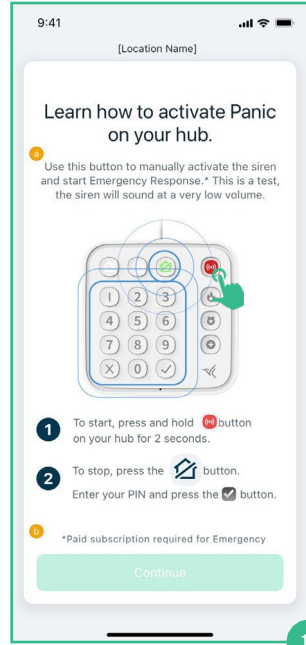 9:41
[Location Name]
Learn how to activate Panic
on your hub.
a
Use this button to manually activate the siren
and start Emergency Response.* This is a test,
the siren will sound at a very low volume.
1 2 3
4 5 6
7 8 9
0
1 To start, press and hold button
on your hub for 2 seconds.
2 To stop, press the button.
Enter your PIN and press the button.
b
*Paid subscription required for Emergency
Continue